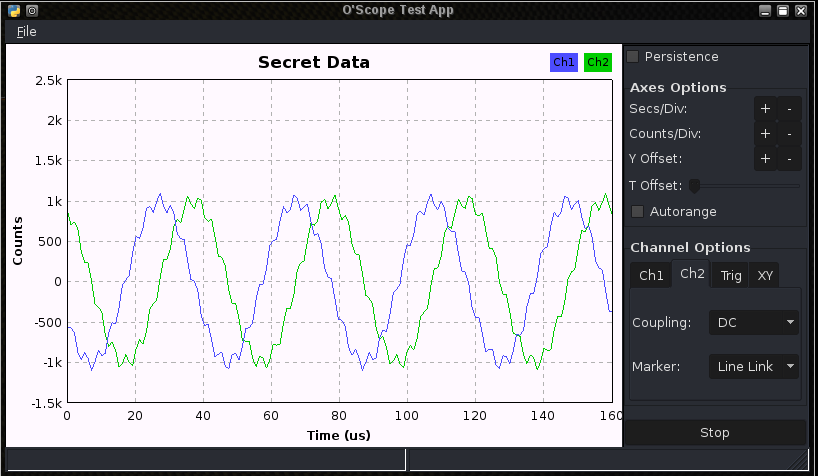 O'Scope Test App
File
Secret Data
Ch1 Ch2
2.5k
2k
1.5k
1k
500
0
-500
-1k
-1.5k
Counts
0 20 40 60 80 100 120 140 160
Time (us)
Persistence
Axes Options
Secs/Div: + -
Counts/Div: + -
Y Offset: + -
T Offset:
Autorange
Channel Options
Ch1 Ch2 Trig XY
Coupling: DC
Marker: Line Link
Stop